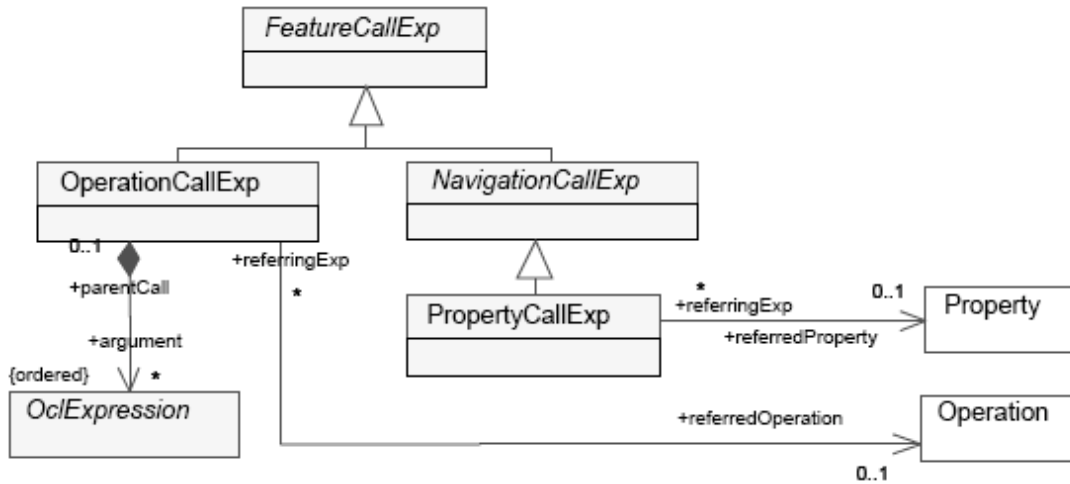 FeatureCallExp
OperationCallExp
NavigationCallExp
0..1
+referringExp
+parentCall
*
*
+referringExp
0..1
Property
PropertyCallExp
+referredProperty
+argument
{ordered}
*
OclExpression
+referredOperation
Operation
0..1